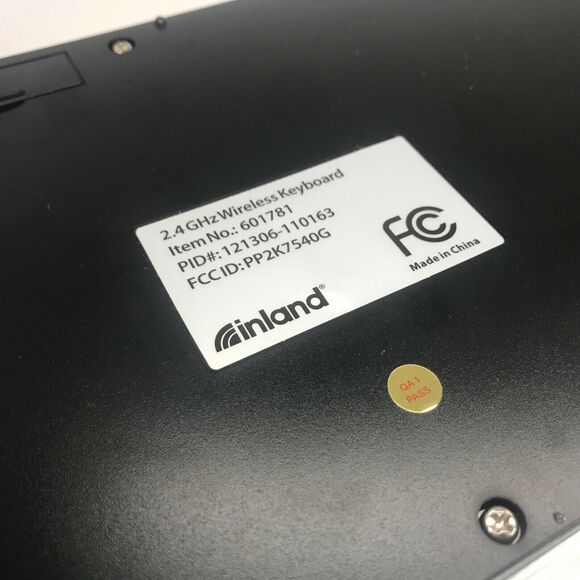 2.4 GHz Wireless Keyboard
Item No.: 601781
PID#: 121306-110163
FCC ID: PP2K7540G
inland®
FC
Made in China
QA 1
PASS